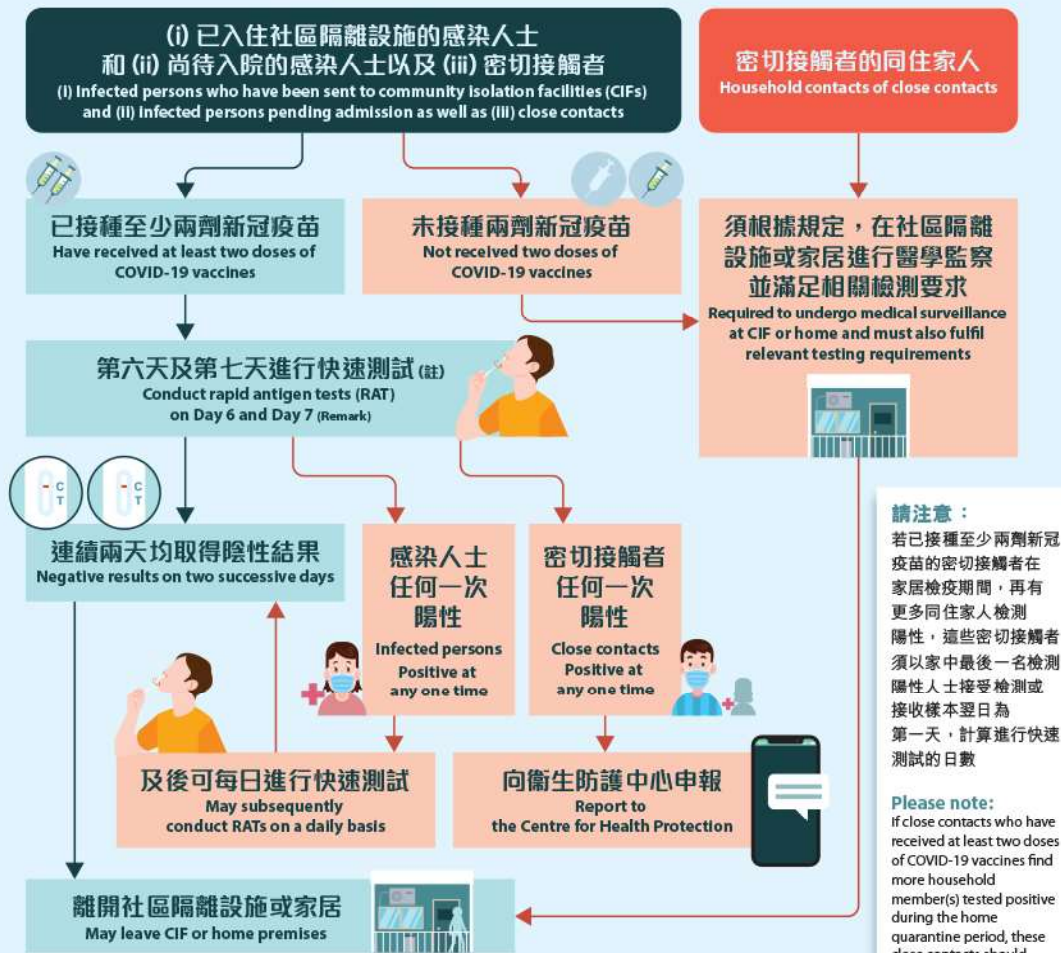 (i) 已入住社區隔離設施的感染人士
和 (ii) 尚待入院的感染人士以及 (iii) 密切接觸者
(i) Infected persons who have been sent to community isolation facilities (CIFs)
and (ii) Infected persons pending admission as well as (iii) close contacts
密切接觸者的同住家人
Household contacts of close contacts
已接種至少兩劑新冠疫苗
Have received at least two doses of
COVID-19 vaccines
未接種兩劑新冠疫苗
Not received two doses of
COVID-19 vaccines
須根據規定，在社區隔離
設施或家居進行醫學監察
並滿足相關檢測要求
Required to undergo medical surveillance
at CIF or home and must also fulfil
relevant testing requirements
第六天及第七天進行快速測試 (註)
Conduct rapid antigen tests (RAT)
on Day 6 and Day 7 (Remark)
C
T
C
T
連續兩天均取得陰性結果
Negative results on two successive days
感染人士
任何一次
陽性
Infected persons
Positive at
any one time
密切接觸者
任何一次
陽性
Close contacts
Positive at
any one time
及後可每日進行快速測試
May subsequently
conduct RATs on a daily basis
向衞生防護中心申報
Report to
the Centre for Health Protection
離開社區隔離設施或家居
May leave CIF or home premises
請注意：
若已接種至少兩劑新冠
疫苗的密切接觸者在
家居檢疫期間，再有
更多同住家人檢測
陽性，這些密切接觸者
須以家中最後一名檢測
陽性人士接受檢測或
接收樣本翌日為
第一天，計算進行快速
測試的日數
Please note:
If close contacts who have
received at least two doses
of COVID-19 vaccines find
more household
member(s) tested positive
during the home
quarantine period, these
close contacts should